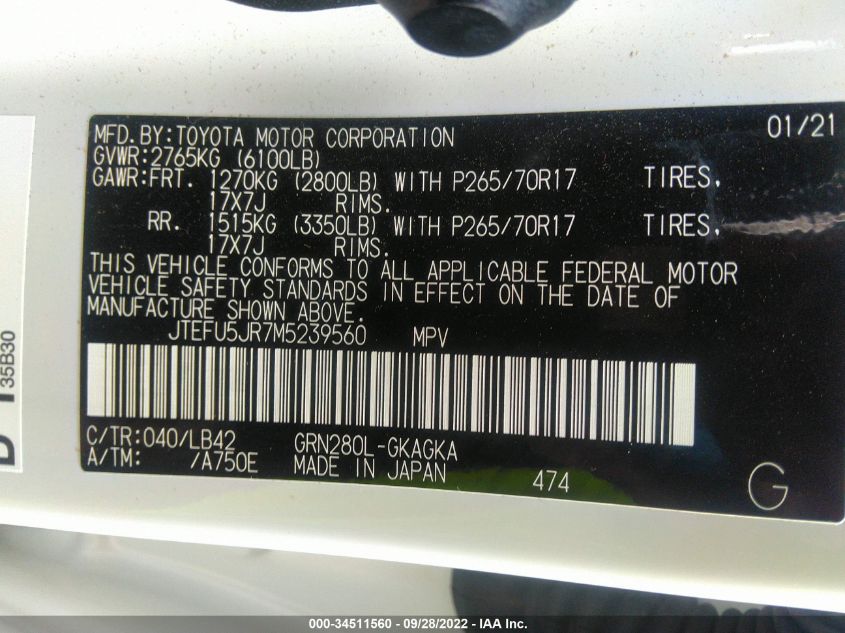 MFD.BY:TOYOTA MOTOR CORPORATION 01/21
GVWR:2765KG (6100LB)
GAWR:FRT. 1270KG (2800LB) WITH P265/70R17 TIRES,
17X7J RIMS.
RR. 1515KG (3350LB) WITH P265/70R17 TIRES,
17X7J RIMS.
THIS VEHICLE CONFORMS TO ALL APPLICABLE FEDERAL MOTOR
VEHICLE SAFETY STANDARDS IN EFFECT ON THE DATE OF
MANUFACTURE SHOWN ABOVE.
JTEFU5JR7M5239560 MPV
C/TR:040/LB42 GRN280L-GKAGKA
A/TM: /A750E MADE IN JAPAN 474 G
35B30
000-34511560 - 09/28/2022 - IAA Inc.